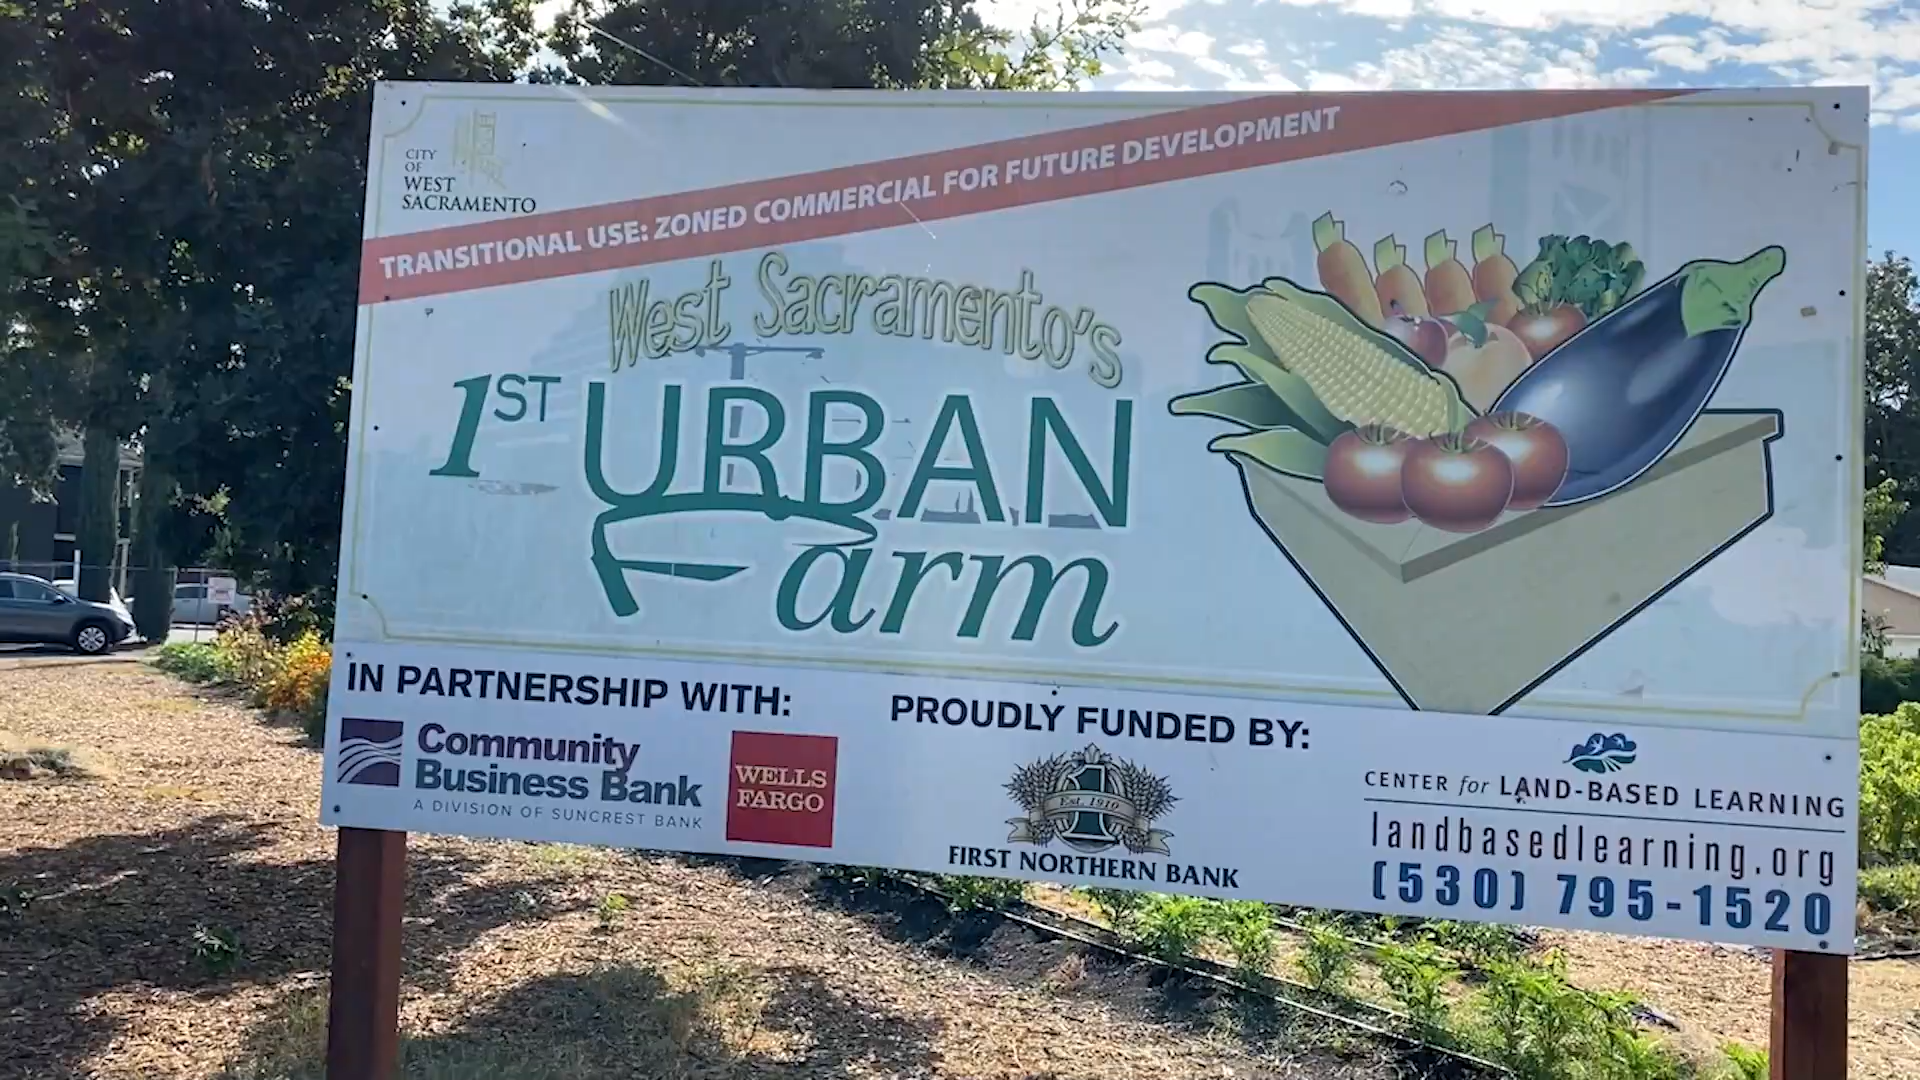 CITY
OF
WEST
SACRAMENTO
TRANSITIONAL USE: ZONED COMMERCIAL FOR FUTURE DEVELOPMENT
West Sacramento's
1ST URBAN
Farm
IN PARTNERSHIP WITH:
Community
Business Bank
A DIVISION OF SUNCREST BANK
WELLS
FARGO
PROUDLY FUNDED BY:
1
Est. 1910
FIRST NORTHERN BANK
CENTER for LAND-BASED LEARNING
landbasedlearning.org
(530) 795-1520